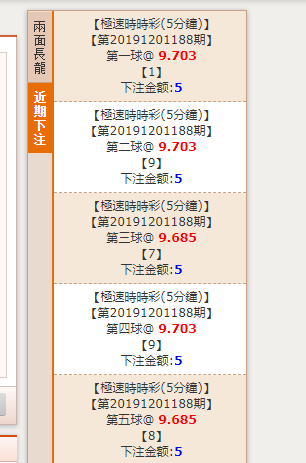 兩面長龍
近期下注
【極速時時彩(5分鐘)】
【第20191201188期】
第一球@ 9.703
【1】
下注金额:5
【極速時時彩(5分鐘)】
【第20191201188期】
第二球@ 9.703
【9】
下注金额:5
【極速時時彩(5分鐘)】
【第20191201188期】
第三球@ 9.685
【7】
下注金额:5
【極速時時彩(5分鐘)】
【第20191201188期】
第四球@ 9.703
【9】
下注金额:5
【極速時時彩(5分鐘)】
【第20191201188期】
第五球@ 9.685
【8】
下注金额:5